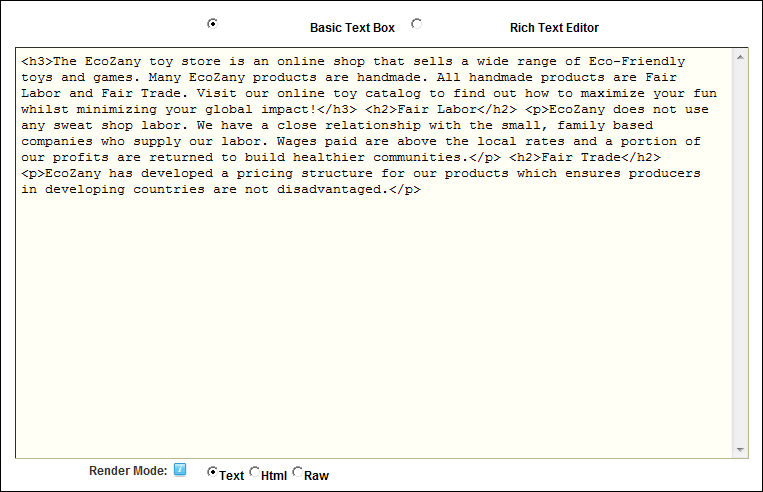 Basic Text Box Rich Text Editor
<h3>The EcoZany toy store is an online shop that sells a wide range of Eco-Friendly
toys and games. Many EcoZany products are handmade. All handmade products are Fair
Labor and Fair Trade. Visit our online toy catalog to find out how to maximize your fun
whilst minimizing your global impact!</h3> <h2>Fair Labor</h2> <p>EcoZany does not use
any sweat shop labor. We have a close relationship with the small, family based
companies who supply our labor. Wages paid are above the local rates and a portion of
our profits are returned to build healthier communities.</p> <h2>Fair Trade</h2>
<p>EcoZany has developed a pricing structure for our products which ensures producers
in developing countries are not disadvantaged.</p>
Render Mode: ? Text Html Raw